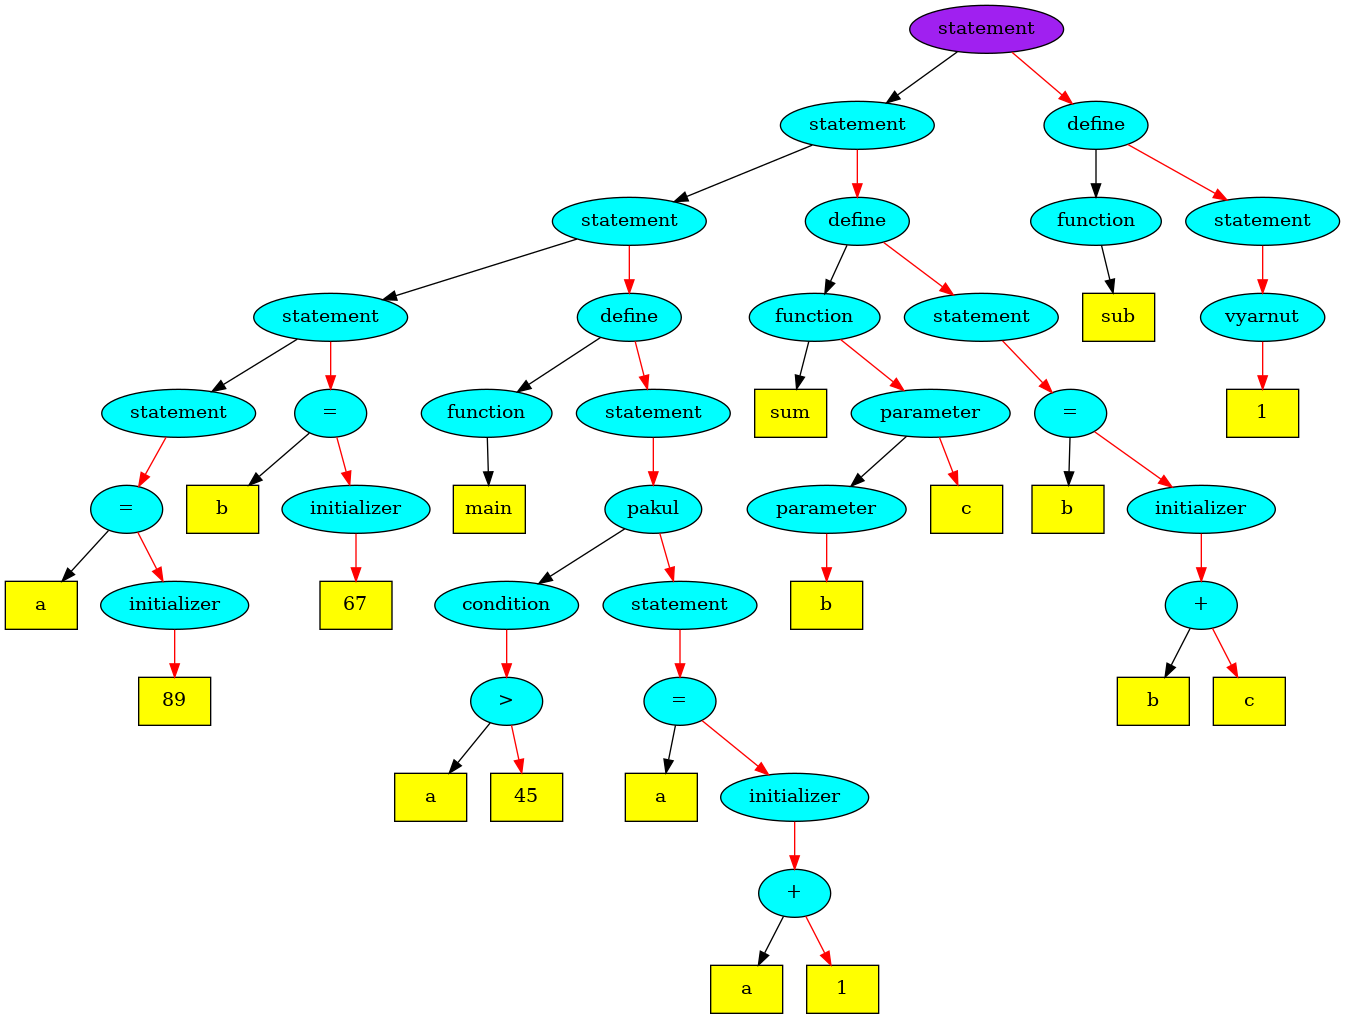 statement
statement
define
statement
define
function
statement
statement
define
function
statement
sub
vyarnut
statement
=
function
statement
sum
parameter
=
1
=
b
initializer
main
pakul
parameter
c
b
initializer
a
initializer
67
condition
statement
b
+
89
>
=
b
c
a
45
a
initializer
+
a
1